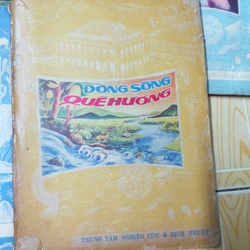 DÒNG SÔNG
QUÊ HƯƠNG
TRUNG TÂM NGHIÊN CỨU & DỊCH THUẬT